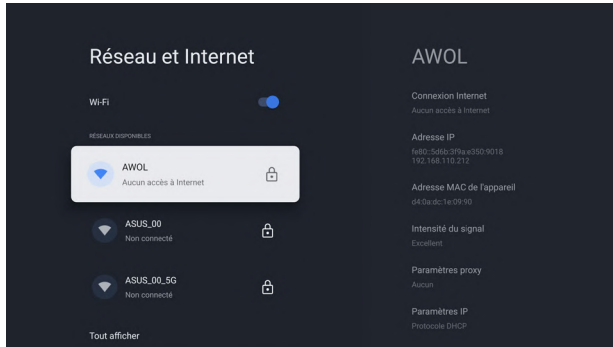 Réseau et Internet
Wi-Fi
RÉSEAUX DISPONIBLES
AWOL
Aucun accès à Internet
ASUS_00
Non connecté
ASUS_00_5G
Non connecté
Tout afficher
AWOL
Connexion Internet
Aucun accès à Internet
Adresse IP
fe80::5d6b:3f9a:e350:9018
192.168.110.212
Adresse MAC de l'appareil
d4:0a:dc:1e:09:90
Intensité du signal
Excellent
Paramètres proxy
Aucun
Paramètres IP
Protocole DHCP